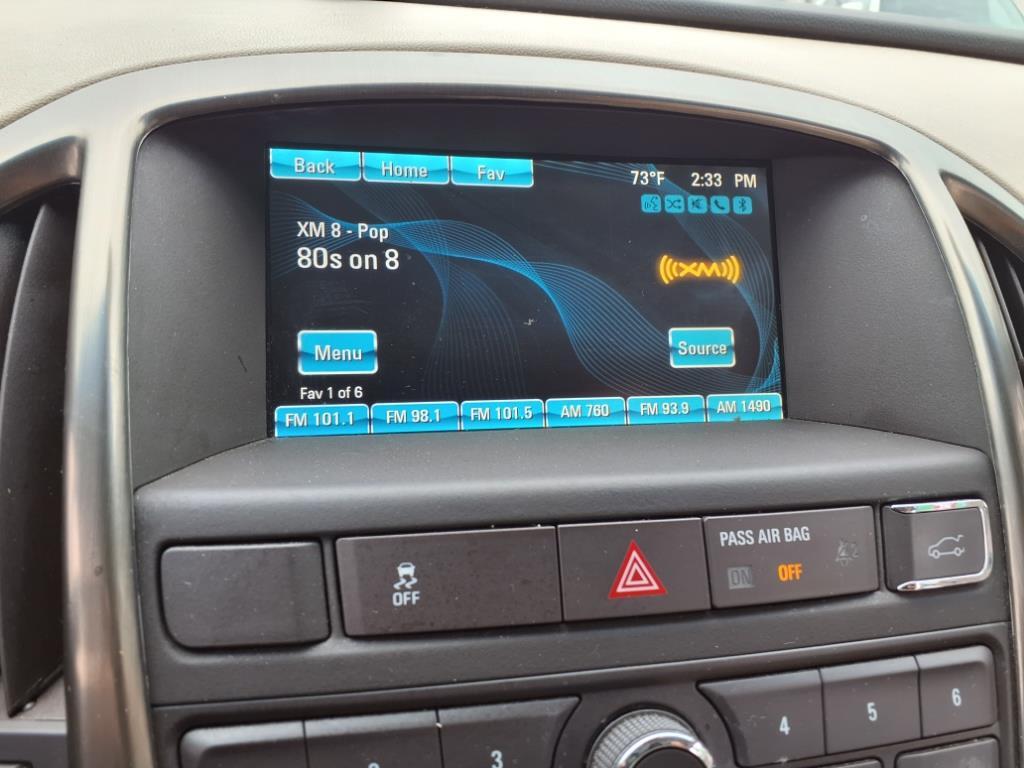 Back Home Fav
73°F 2:33 PM
XM 8 - Pop
80s on 8
((XM))
Menu
Source
Fav 1 of 6
FM 101.1 FM 98.1 FM 101.5 AM 760 FM 93.9 AM 1490
OFF
PASS AIR BAG
ON OFF
3 4 5 6